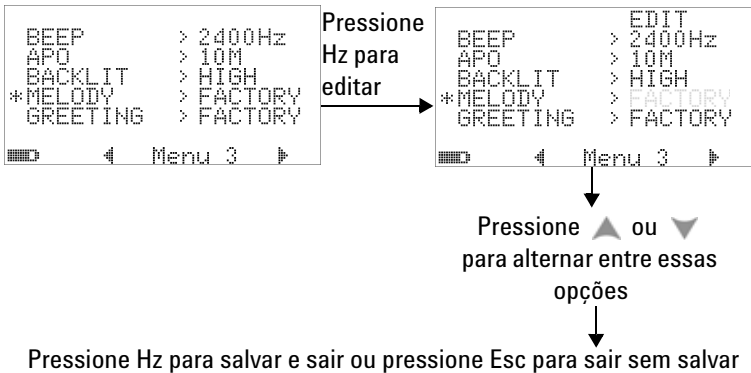 BEEP > 2400Hz
APO > 10M
BACKLIT > HIGH
*MELODY > FACTORY
GREETING > FACTORY
Menu 3
Pressione
Hz para
editar
EDIT
BEEP > 2400Hz
APO > 10M
BACKLIT > HIGH
*MELODY > FACTORY
GREETING > FACTORY
Menu 3
Pressione ou
para alternar entre essas
opções
Pressione Hz para salvar e sair ou pressione Esc para sair sem salvar